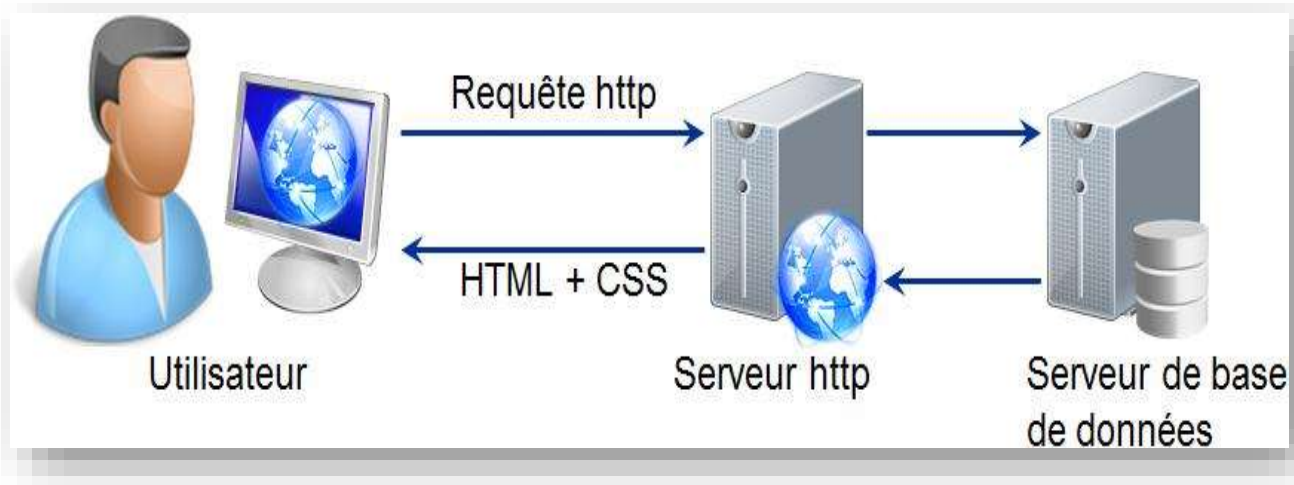 Requête http
HTML + CSS
Utilisateur
Serveur http
Serveur de base
de données